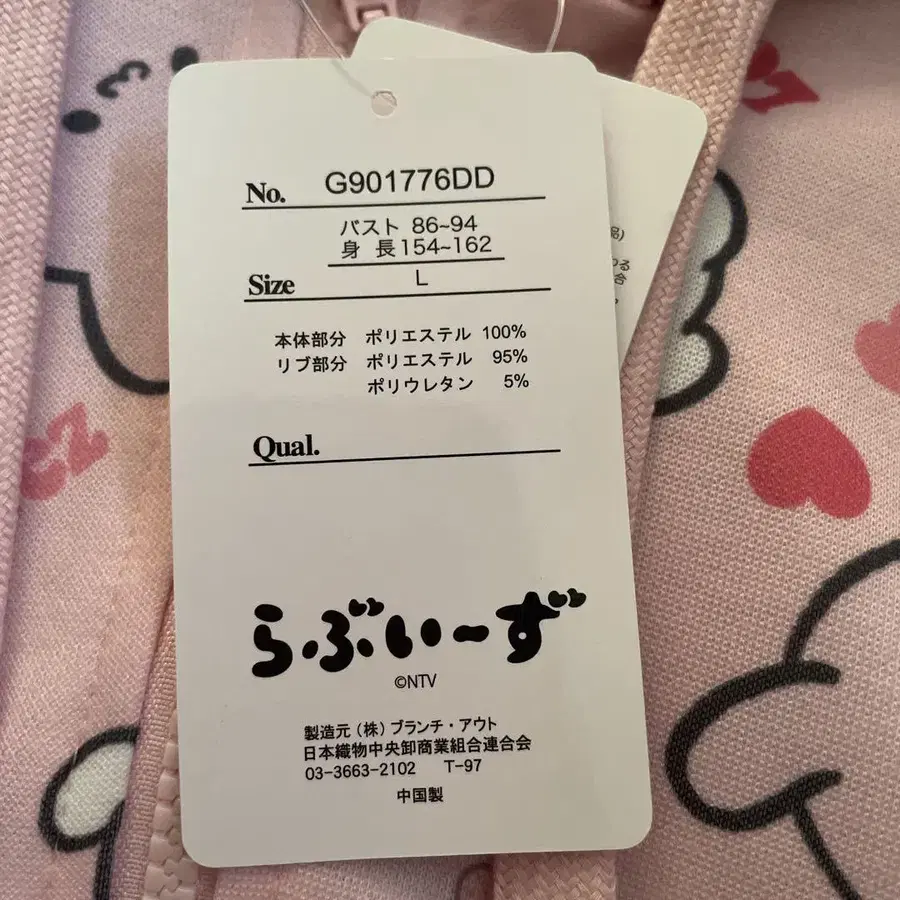 No. G901776DD
バスト 86~94
身 長 154~162
Size L
本体部分 ポリエステル 100%
リブ部分 ポリエステル 95%
ポリウレタン 5%
Qual.
らぶいーず
©NTV
製造元 (株) ブランチ・アウト
日本織物中央卸商業組合連合会
03-3663-2102 T-97
中国製